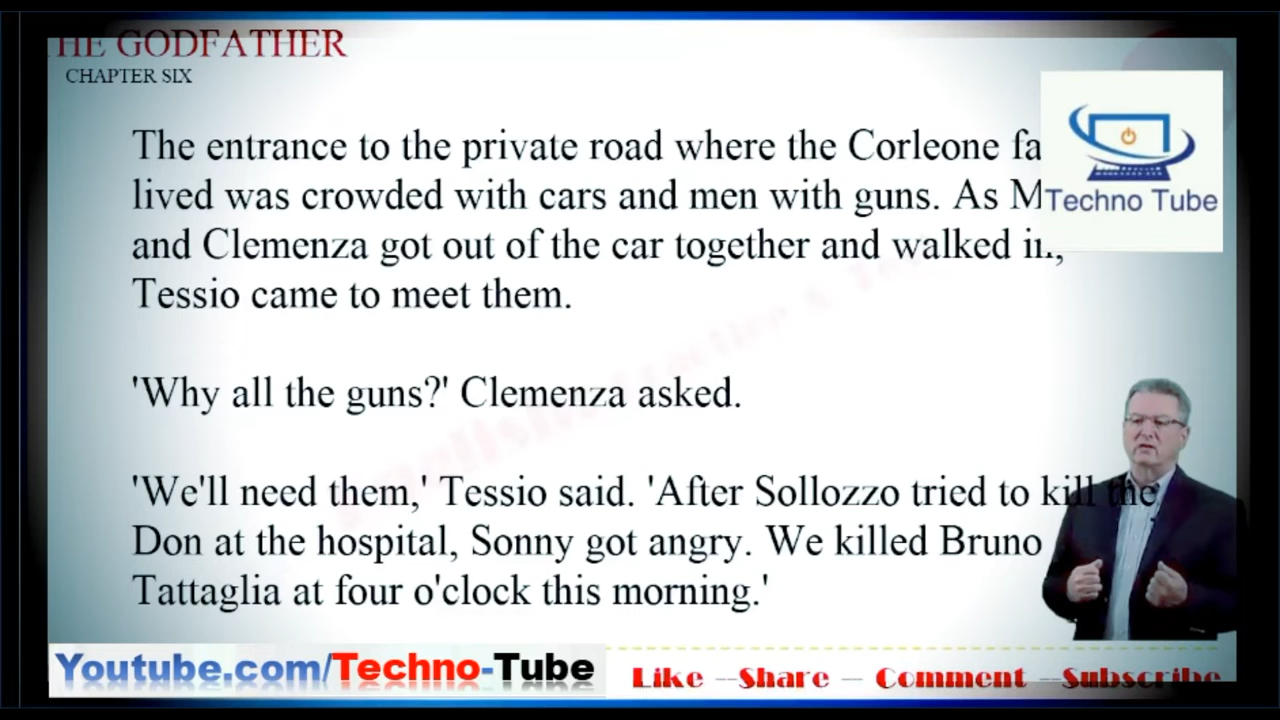 THE GODFATHER
CHAPTER SIX
The entrance to the private road where the Corleone fa
lived was crowded with cars and men with guns. As M
and Clemenza got out of the car together and walked in,
Tessio came to meet them.
'Why all the guns?' Clemenza asked.
'We'll need them,' Tessio said. 'After Sollozzo tried to kill the
Don at the hospital, Sonny got angry. We killed Bruno
Tattaglia at four o'clock this morning.'
Techno Tube
Youtube.com/Techno-Tube
Like --Share -- Comment --Subscribe